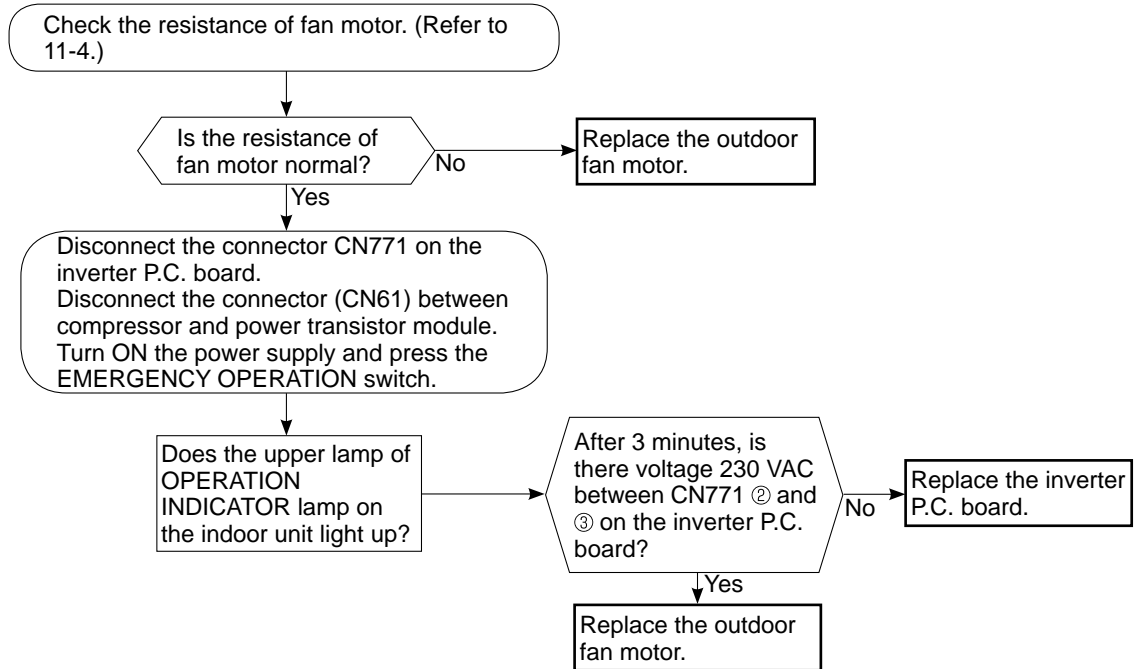 Check the resistance of fan motor. (Refer to
11-4.)
Is the resistance of
fan motor normal?
No
Replace the outdoor
fan motor.
Yes
Disconnect the connector CN771 on the
inverter P.C. board.
Disconnect the connector (CN61) between
compressor and power transistor module.
Turn ON the power supply and press the
EMERGENCY OPERATION switch.
Does the upper lamp of
OPERATION
INDICATOR lamp on
the indoor unit light up?
After 3 minutes, is
there voltage 230 VAC
between CN771 ② and
③ on the inverter P.C.
board?
No
Replace the inverter
P.C. board.
Yes
Replace the outdoor
fan motor.